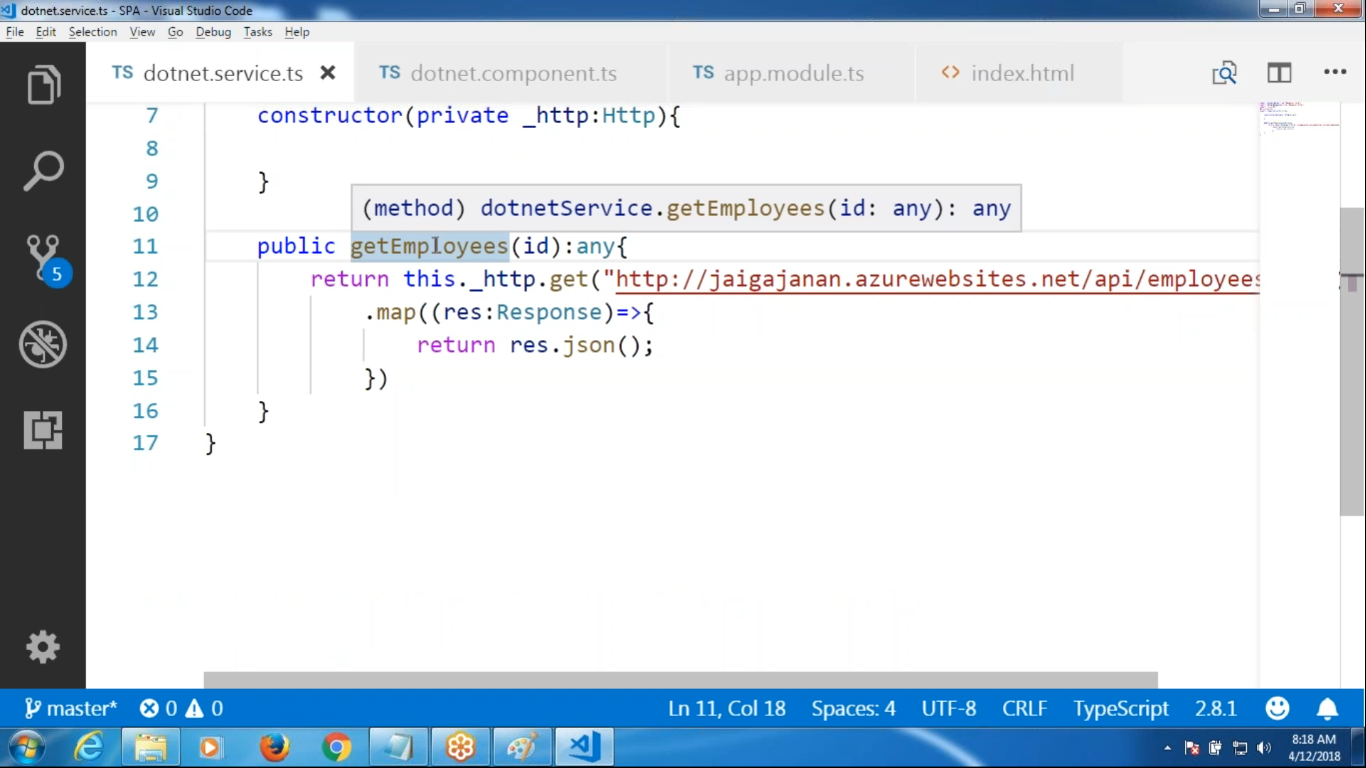 dotnet.service.ts - SPA - Visual Studio Code
File Edit Selection View Go Debug Tasks Help
TS dotnet.service.ts × TS dotnet.component.ts TS app.module.ts <> index.html
7 constructor(private _http:Http){
8
9 }
10
(method) dotnetService.getEmployees(id: any): any
11 public getEmployees(id):any{
12 return this._http.get("http://jaigajanan.azurewebsites.net/api/employees
13 .map((res:Response)=>{
14 return res.json();
15 })
16 }
17 }
5
master* 0 0 Ln 11, Col 18 Spaces: 4 UTF-8 CRLF TypeScript 2.8.1
8:18 AM
4/12/2018